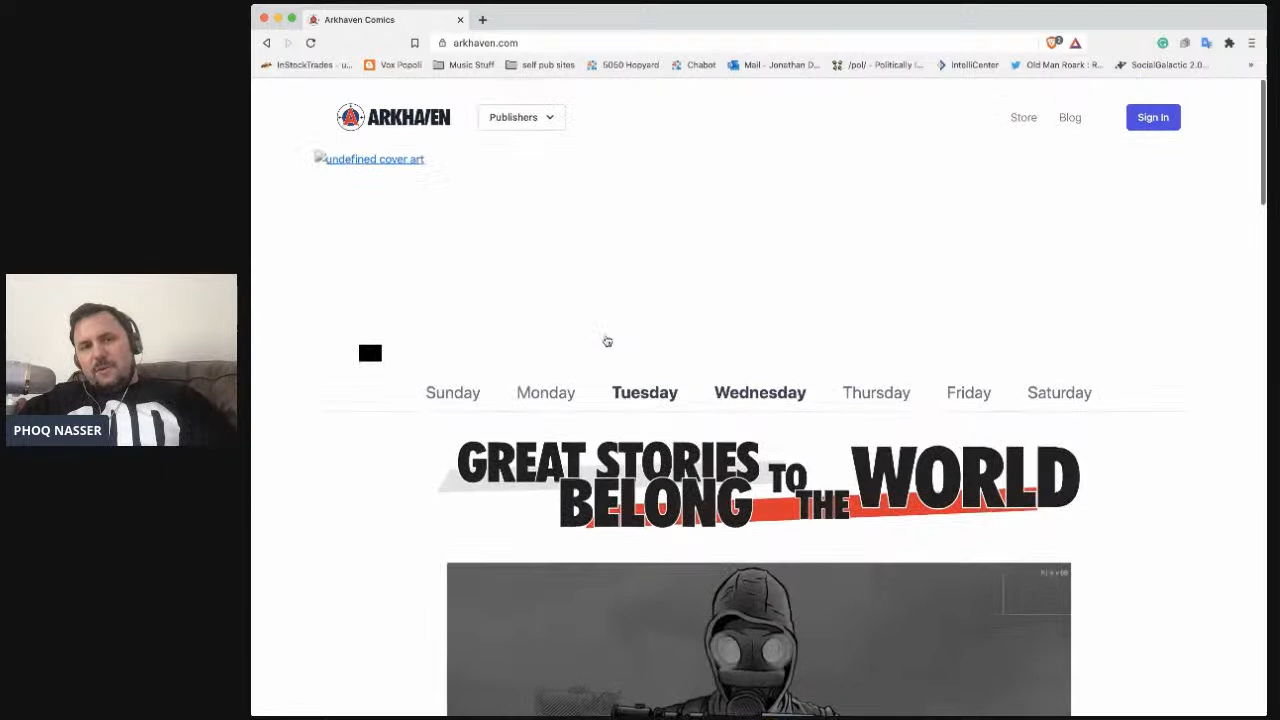 Arkhaven Comics
arkhaven.com
InStockTrades - u...
Vox Popoli
Music Stuff
self pub sites
5060 Hopyard
Chabot
Mail - Jonathan D...
/pol/ - Politically I...
IntelliCenter
Old Man Roark : R...
SocialGalactic 2.0...
»
ARKHAVEN
Publishers
Store
Blog
Sign In
undefined cover art
Sunday
Monday
Tuesday
Wednesday
Thursday
Friday
Saturday
GREAT STORIES
BELONG
TO
THE
WORLD
PHOQ NASSER